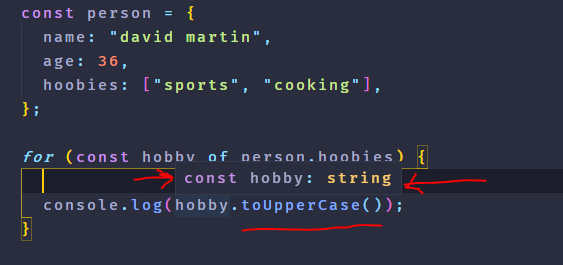 const person = {
name: "david martin",
age: 36,
hoobies: ["sports", "cooking"],
};
for (const hobby of person.hoobies) {
const hobby: string
console.log(hobby.toUpperCase());
}